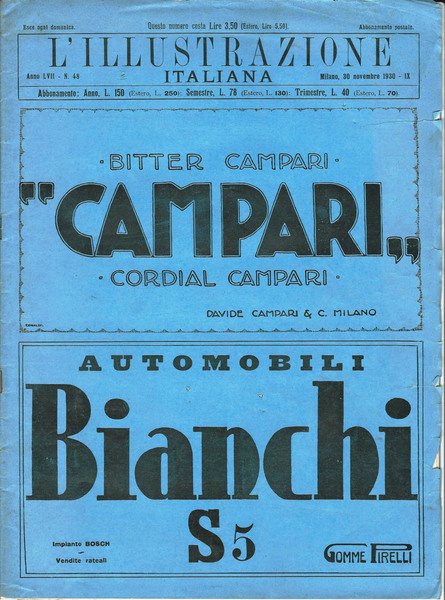 Esce ogni domenica.
Questo numero costa Lire 3,50 (Estero, Lire 5,50).
Abbonamento postale.
L'ILLUSTRAZIONE
Anno LVII - N. 48
ITALIANA
Milano, 30 novembre 1930 - IX
Abbonamento: Anno, L. 150 (Estero, L. 250); Semestre, L. 78 (Estero, L. 130); Trimestre, L. 40 (Estero, L. 70).
· BITTER CAMPARI ·
"CAMPARI„
· CORDIAL CAMPARI ·
DAVIDE CAMPARI & C. MILANO
AUTOMOBILI
Bianchi
S5
Impianto BOSCH
Vendite rateali
GOMME PIRELLI